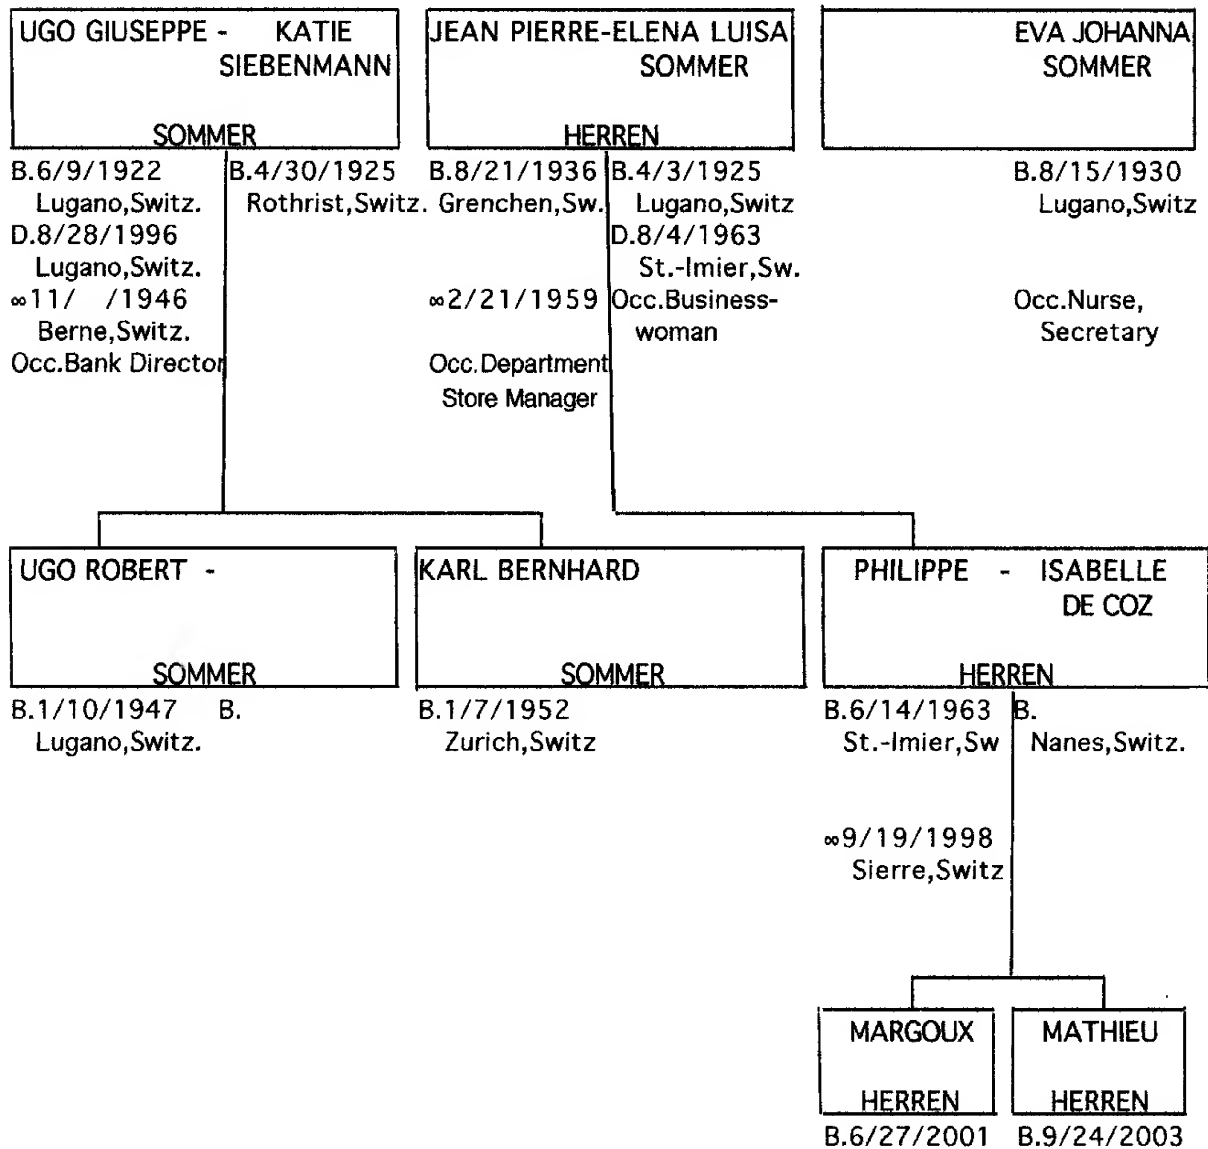 UGO GIUSEPPE - KATIE
SIEBENMANN
SOMMER
B.6/9/1922
Lugano,Switz.
D.8/28/1996
Lugano,Switz.
∞11/ /1946
Berne,Switz.
Occ.Bank Director
B.4/30/1925
Rothrist,Switz.
JEAN PIERRE-ELENA LUISA
SOMMER
HERREN
B.8/21/1936
Grenchen,Sw.
∞2/21/1959
Occ.Department
Store Manager
B.4/3/1925
Lugano,Switz
D.8/4/1963
St.-Imier,Sw.
Occ.Business-
woman
EVA JOHANNA
SOMMER
B.8/15/1930
Lugano,Switz
Occ.Nurse,
Secretary
UGO ROBERT -
SOMMER
B.1/10/1947 B.
Lugano,Switz.
KARL BERNHARD
SOMMER
B.1/7/1952
Zurich,Switz
PHILIPPE - ISABELLE
DE COZ
HERREN
B.6/14/1963
St.-Imier,Sw
∞9/19/1998
Sierre,Switz
B.
Nanes,Switz.
MARGOUX
HERREN
B.6/27/2001
MATHIEU
HERREN
B.9/24/2003